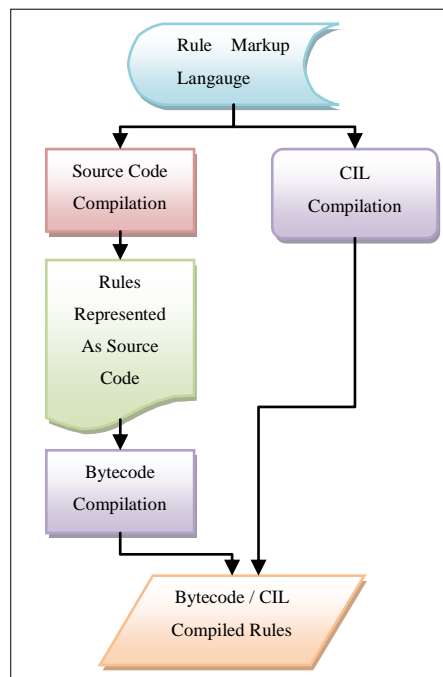 Rule Markup
Langauge
Source Code
Compilation
CIL
Compilation
Rules
Represented
As Source
Code
Bytecode
Compilation
Bytecode / CIL
Compiled Rules